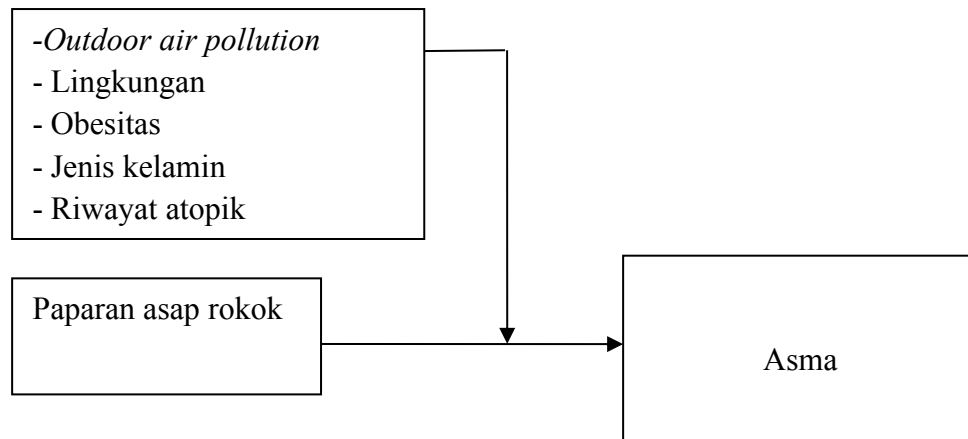 -Outdoor air pollution
- Lingkungan
- Obesitas
- Jenis kelamin
- Riwayat atopik
Paparan asap rokok
Asma